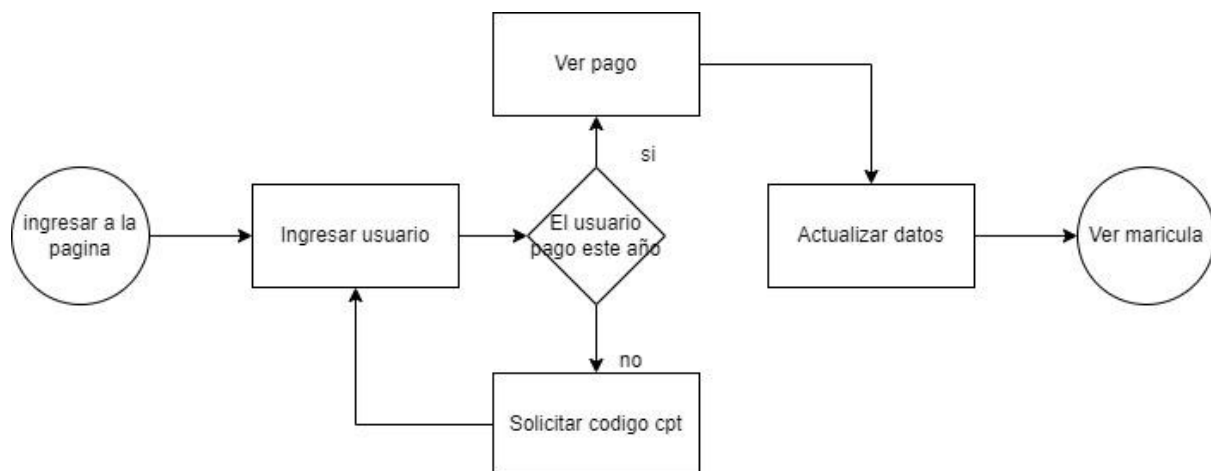 Ver pago
si
ingresar a la
pagina
Ingresar usuario
El usuario
pago este año
Actualizar datos
Ver maricula
no
Solicitar codigo cpt